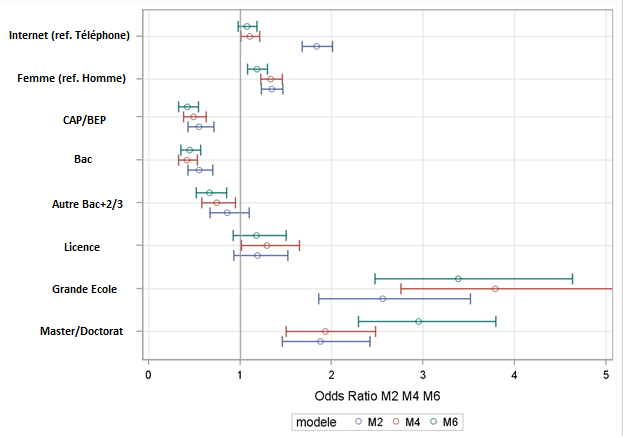 Internet (ref. Téléphone)
Femme (ref. Homme)
CAP/BEP
Bac
Autre Bac+2/3
Licence
Grande Ecole
Master/Doctorat
0 1 2 3 4 5
Odds Ratio M2 M4 M6
modele M2 M4 M6